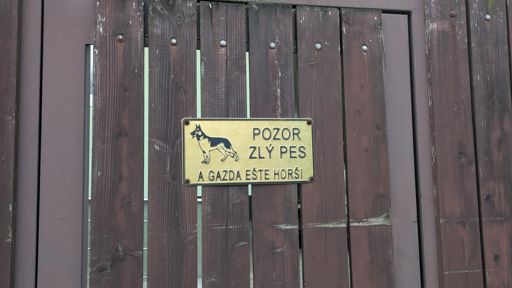 POZOR
ZLÝ PES
A GAZDA EŠTE HORŠÍ